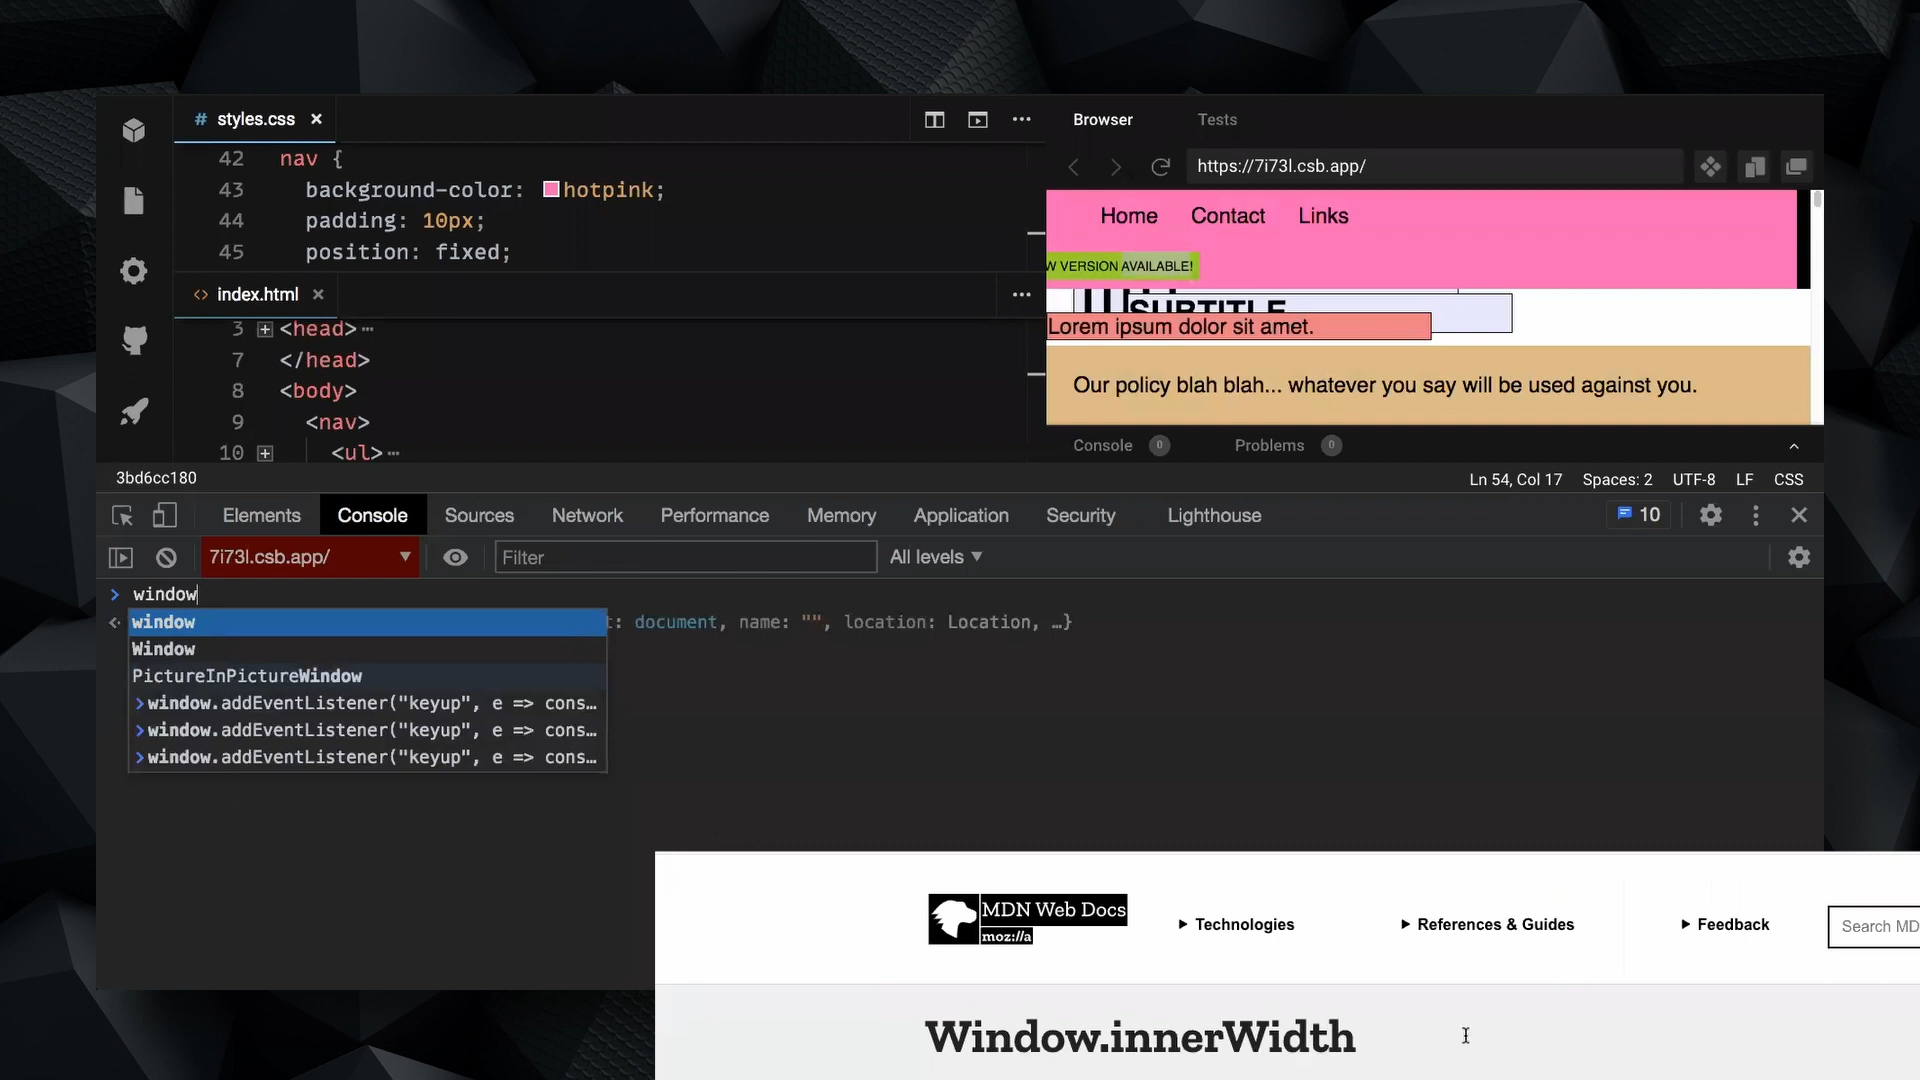 # styles.css ×
42 nav {
43 background-color: hotpink;
44 padding: 10px;
45 position: fixed;
<> index.html ×
3 <head>…
7 </head>
8 <body>
9 <nav>
10 <ul>…
Browser Tests
https://7i73l.csb.app/
Home Contact Links
W VERSION AVAILABLE!
SUBTITLE
Lorem ipsum dolor sit amet.
Our policy blah blah... whatever you say will be used against you.
Console 0 Problems 0
3bd6cc180 Ln 54, Col 17 Spaces: 2 UTF-8 LF CSS
Elements Console Sources Network Performance Memory Application Security Lighthouse 10
7i73l.csb.app/ Filter All levels
> window
window
t: document, name: "", location: Location, …}
Window
PictureInPictureWindow
>window.addEventListener("keyup", e => cons…
>window.addEventListener("keyup", e => cons…
>window.addEventListener("keyup", e => cons…
MDN Web Docs
moz://a
Technologies References & Guides Feedback Search MD
Window.innerWidth